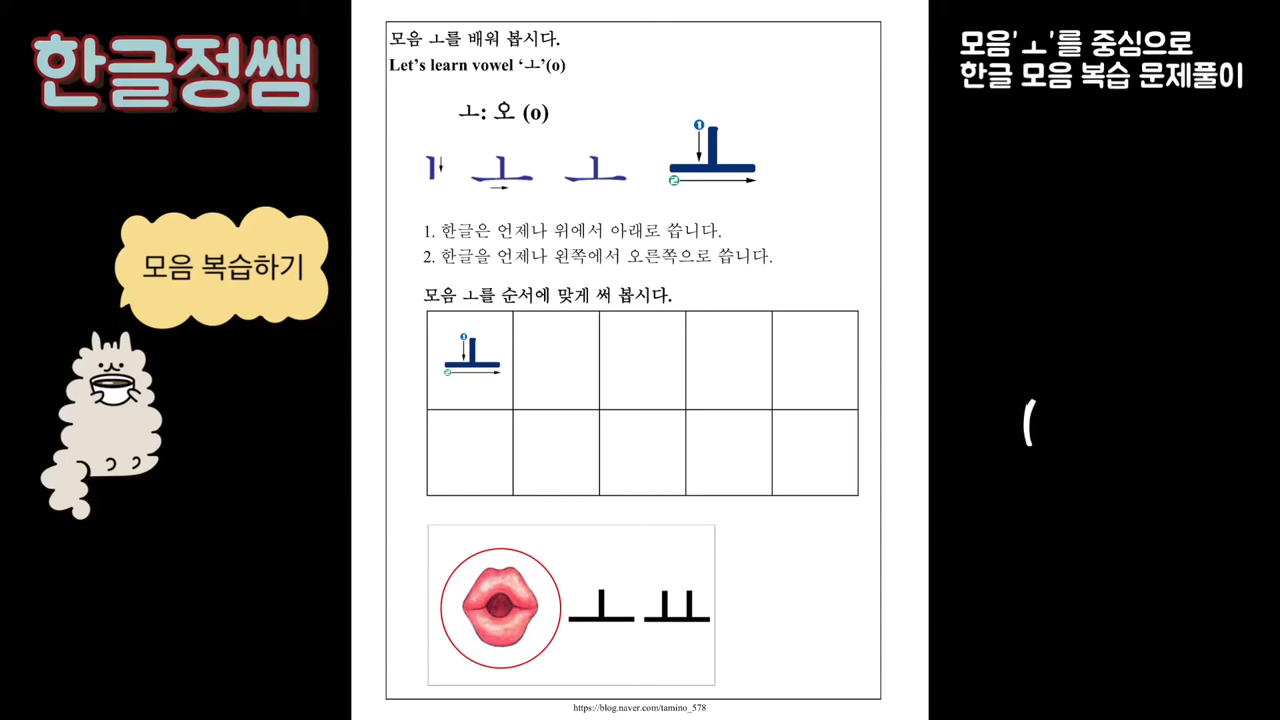 한글정쌤
모음 복습하기
모음 ㅗ를 배워 봅시다.
Let's learn vowel ‘ㅗ’(o)
ㅗ: 오 (o)
1
2
1. 한글은 언제나 위에서 아래로 씁니다.
2. 한글을 언제나 왼쪽에서 오른쪽으로 씁니다.
모음 ㅗ를 순서에 맞게 써 봅시다.
1
2
ㅗ ㅛ
https://blog.naver.com/tamino_578
모음'ㅗ'를 중심으로
한글 모음 복습 문제풀이
(